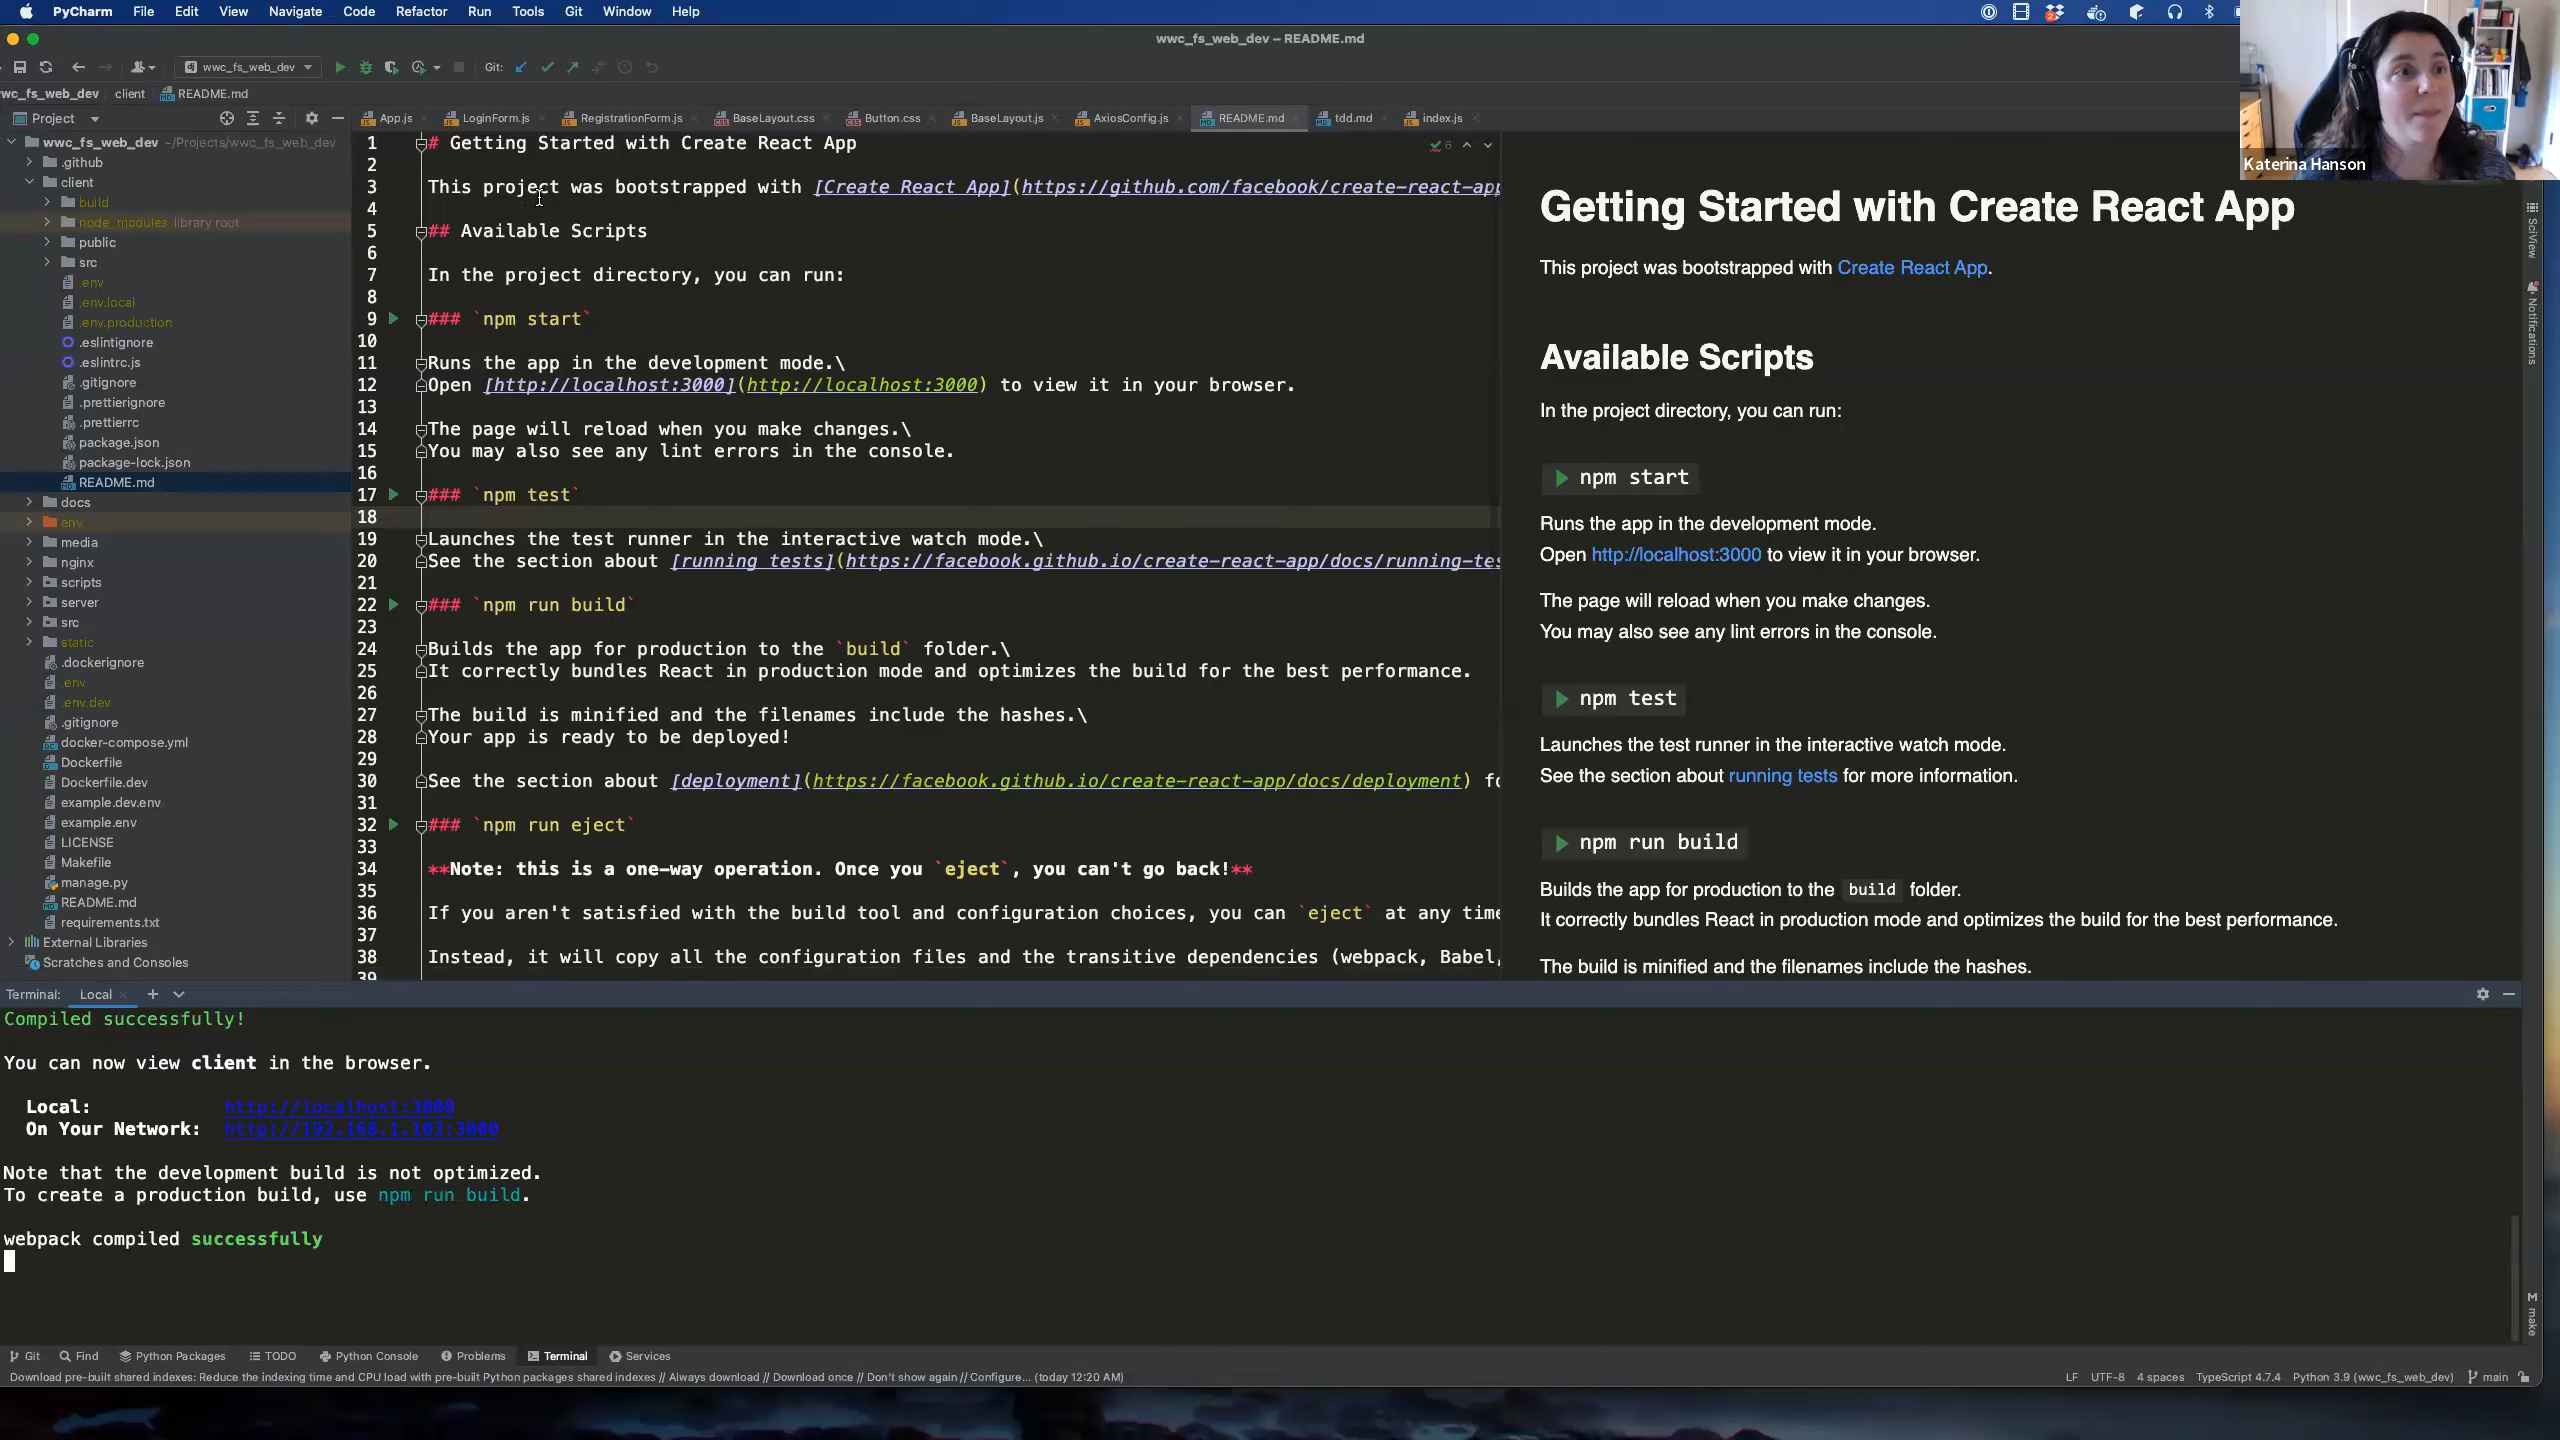 PyCharm File Edit View Navigate Code Refactor Run Tools Git Window Help
wwc_fs_web_dev – README.md
wwc_fs_web_dev Git:
wc_fs_web_dev client README.md
Katerina Hanson
Project
App.js LoginForm.js RegistrationForm.js BaseLayout.css Button.css BaseLayout.js AxiosConfig.js README.md tdd.md index.js
wwc_fs_web_dev ~/Projects/wwc_fs_web_dev
.github
client
build
node_modules library root
public
src
.env
.env.local
.env.production
.eslintignore
.eslintrc.js
.gitignore
.prettierignore
.prettierrc
package.json
package-lock.json
README.md
docs
env
media
nginx
scripts
server
src
static
.dockerignore
.env
.env.dev
.gitignore
docker-compose.yml
Dockerfile
Dockerfile.dev
example.dev.env
example.env
LICENSE
Makefile
manage.py
README.md
requirements.txt
External Libraries
Scratches and Consoles
6
1 # Getting Started with Create React App
2
3 This project was bootstrapped with [Create React App](https://github.com/facebook/create-react-app
4
5 ## Available Scripts
6
7 In the project directory, you can run:
8
9 ### `npm start`
10
11 Runs the app in the development mode.\
12 Open [http://localhost:3000](http://localhost:3000) to view it in your browser.
13
14 The page will reload when you make changes.\
15 You may also see any lint errors in the console.
16
17 ### `npm test`
18
19 Launches the test runner in the interactive watch mode.\
20 See the section about [running tests](https://facebook.github.io/create-react-app/docs/running-tes
21
22 ### `npm run build`
23
24 Builds the app for production to the `build` folder.\
25 It correctly bundles React in production mode and optimizes the build for the best performance.
26
27 The build is minified and the filenames include the hashes.\
28 Your app is ready to be deployed!
29
30 See the section about [deployment](https://facebook.github.io/create-react-app/docs/deployment) fo
31
32 ### `npm run eject`
33
34 **Note: this is a one-way operation. Once you `eject`, you can't go back!**
35
36 If you aren't satisfied with the build tool and configuration choices, you can `eject` at any time
37
38 Instead, it will copy all the configuration files and the transitive dependencies (webpack, Babel,
39
Getting Started with Create React App
This project was bootstrapped with Create React App.
Available Scripts
In the project directory, you can run:
npm start
Runs the app in the development mode.
Open http://localhost:3000 to view it in your browser.
The page will reload when you make changes.
You may also see any lint errors in the console.
npm test
Launches the test runner in the interactive watch mode.
See the section about running tests for more information.
npm run build
Builds the app for production to the build folder.
It correctly bundles React in production mode and optimizes the build for the best performance.
The build is minified and the filenames include the hashes.
SciView
Notifications
Terminal: Local
Compiled successfully!
You can now view client in the browser.
Local: http://localhost:3000
On Your Network: http://192.168.1.103:3000
Note that the development build is not optimized.
To create a production build, use npm run build.
webpack compiled successfully
M make
Git Find Python Packages TODO Python Console Problems Terminal Services
Download pre-built shared indexes: Reduce the indexing time and CPU load with pre-built Python packages shared indexes // Always download // Download once // Don't show again // Configure... (today 12:20 AM)
LF UTF-8 4 spaces TypeScript 4.7.4 Python 3.9 (wwc_fs_web_dev) main